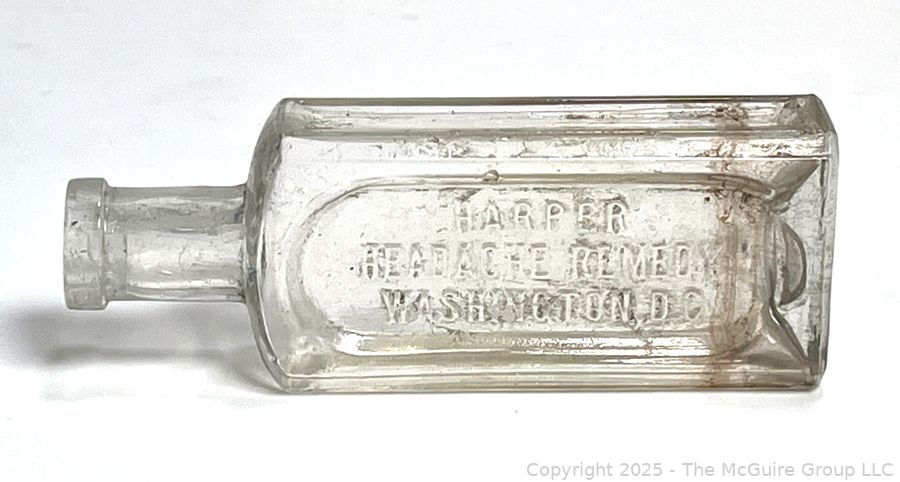 HARPER
HEADACHE REMEDY
WASHINGTON, D.C.
Copyright 2025 - The McGuire Group LLC